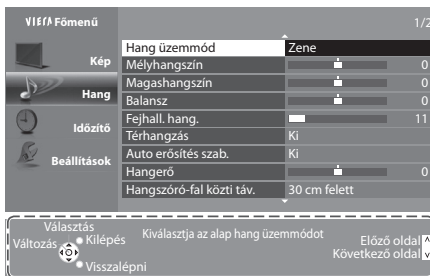 VIErA Főmenű
1/2
Kép
Hang
Időzítő
Beállítások
Hang üzemmód Zene
Mélyhangszín 0
Magashangszín 0
Balansz 0
Fejhall. hang. 11
Térhangzás Ki
Auto erősítés szab. Ki
Hangerő 0
Hangszóró-fal közti táv. 30 cm felett
Választás
Változás
Kilépés
Visszalépni
Kiválasztja az alap hang üzemmódot
Előző oldal
Következő oldal